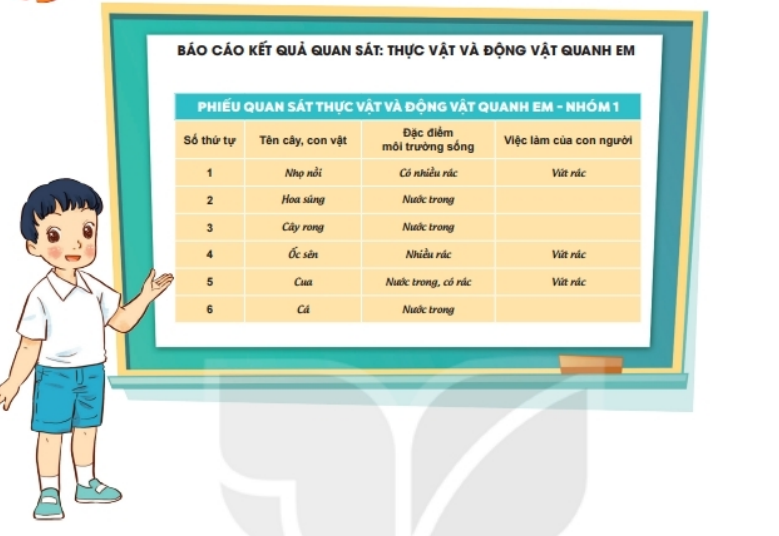 BÁO CÁO KẾT QUẢ QUAN SÁT: THỰC VẬT VÀ ĐỘNG VẬT QUANH EM
PHIẾU QUAN SÁT THỰC VẬT VÀ ĐỘNG VẬT QUANH EM - NHÓM 1
Số thứ tự Tên cây, con vật Đặc điểm môi trường sống Việc làm của con người
1 Nhọ nồi Có nhiều rác Vứt rác
2 Hoa súng Nước trong
3 Cây rong Nước trong
4 Ốc sên Nhiều rác Vứt rác
5 Cua Nước trong, có rác Vứt rác
6 Cá Nước trong